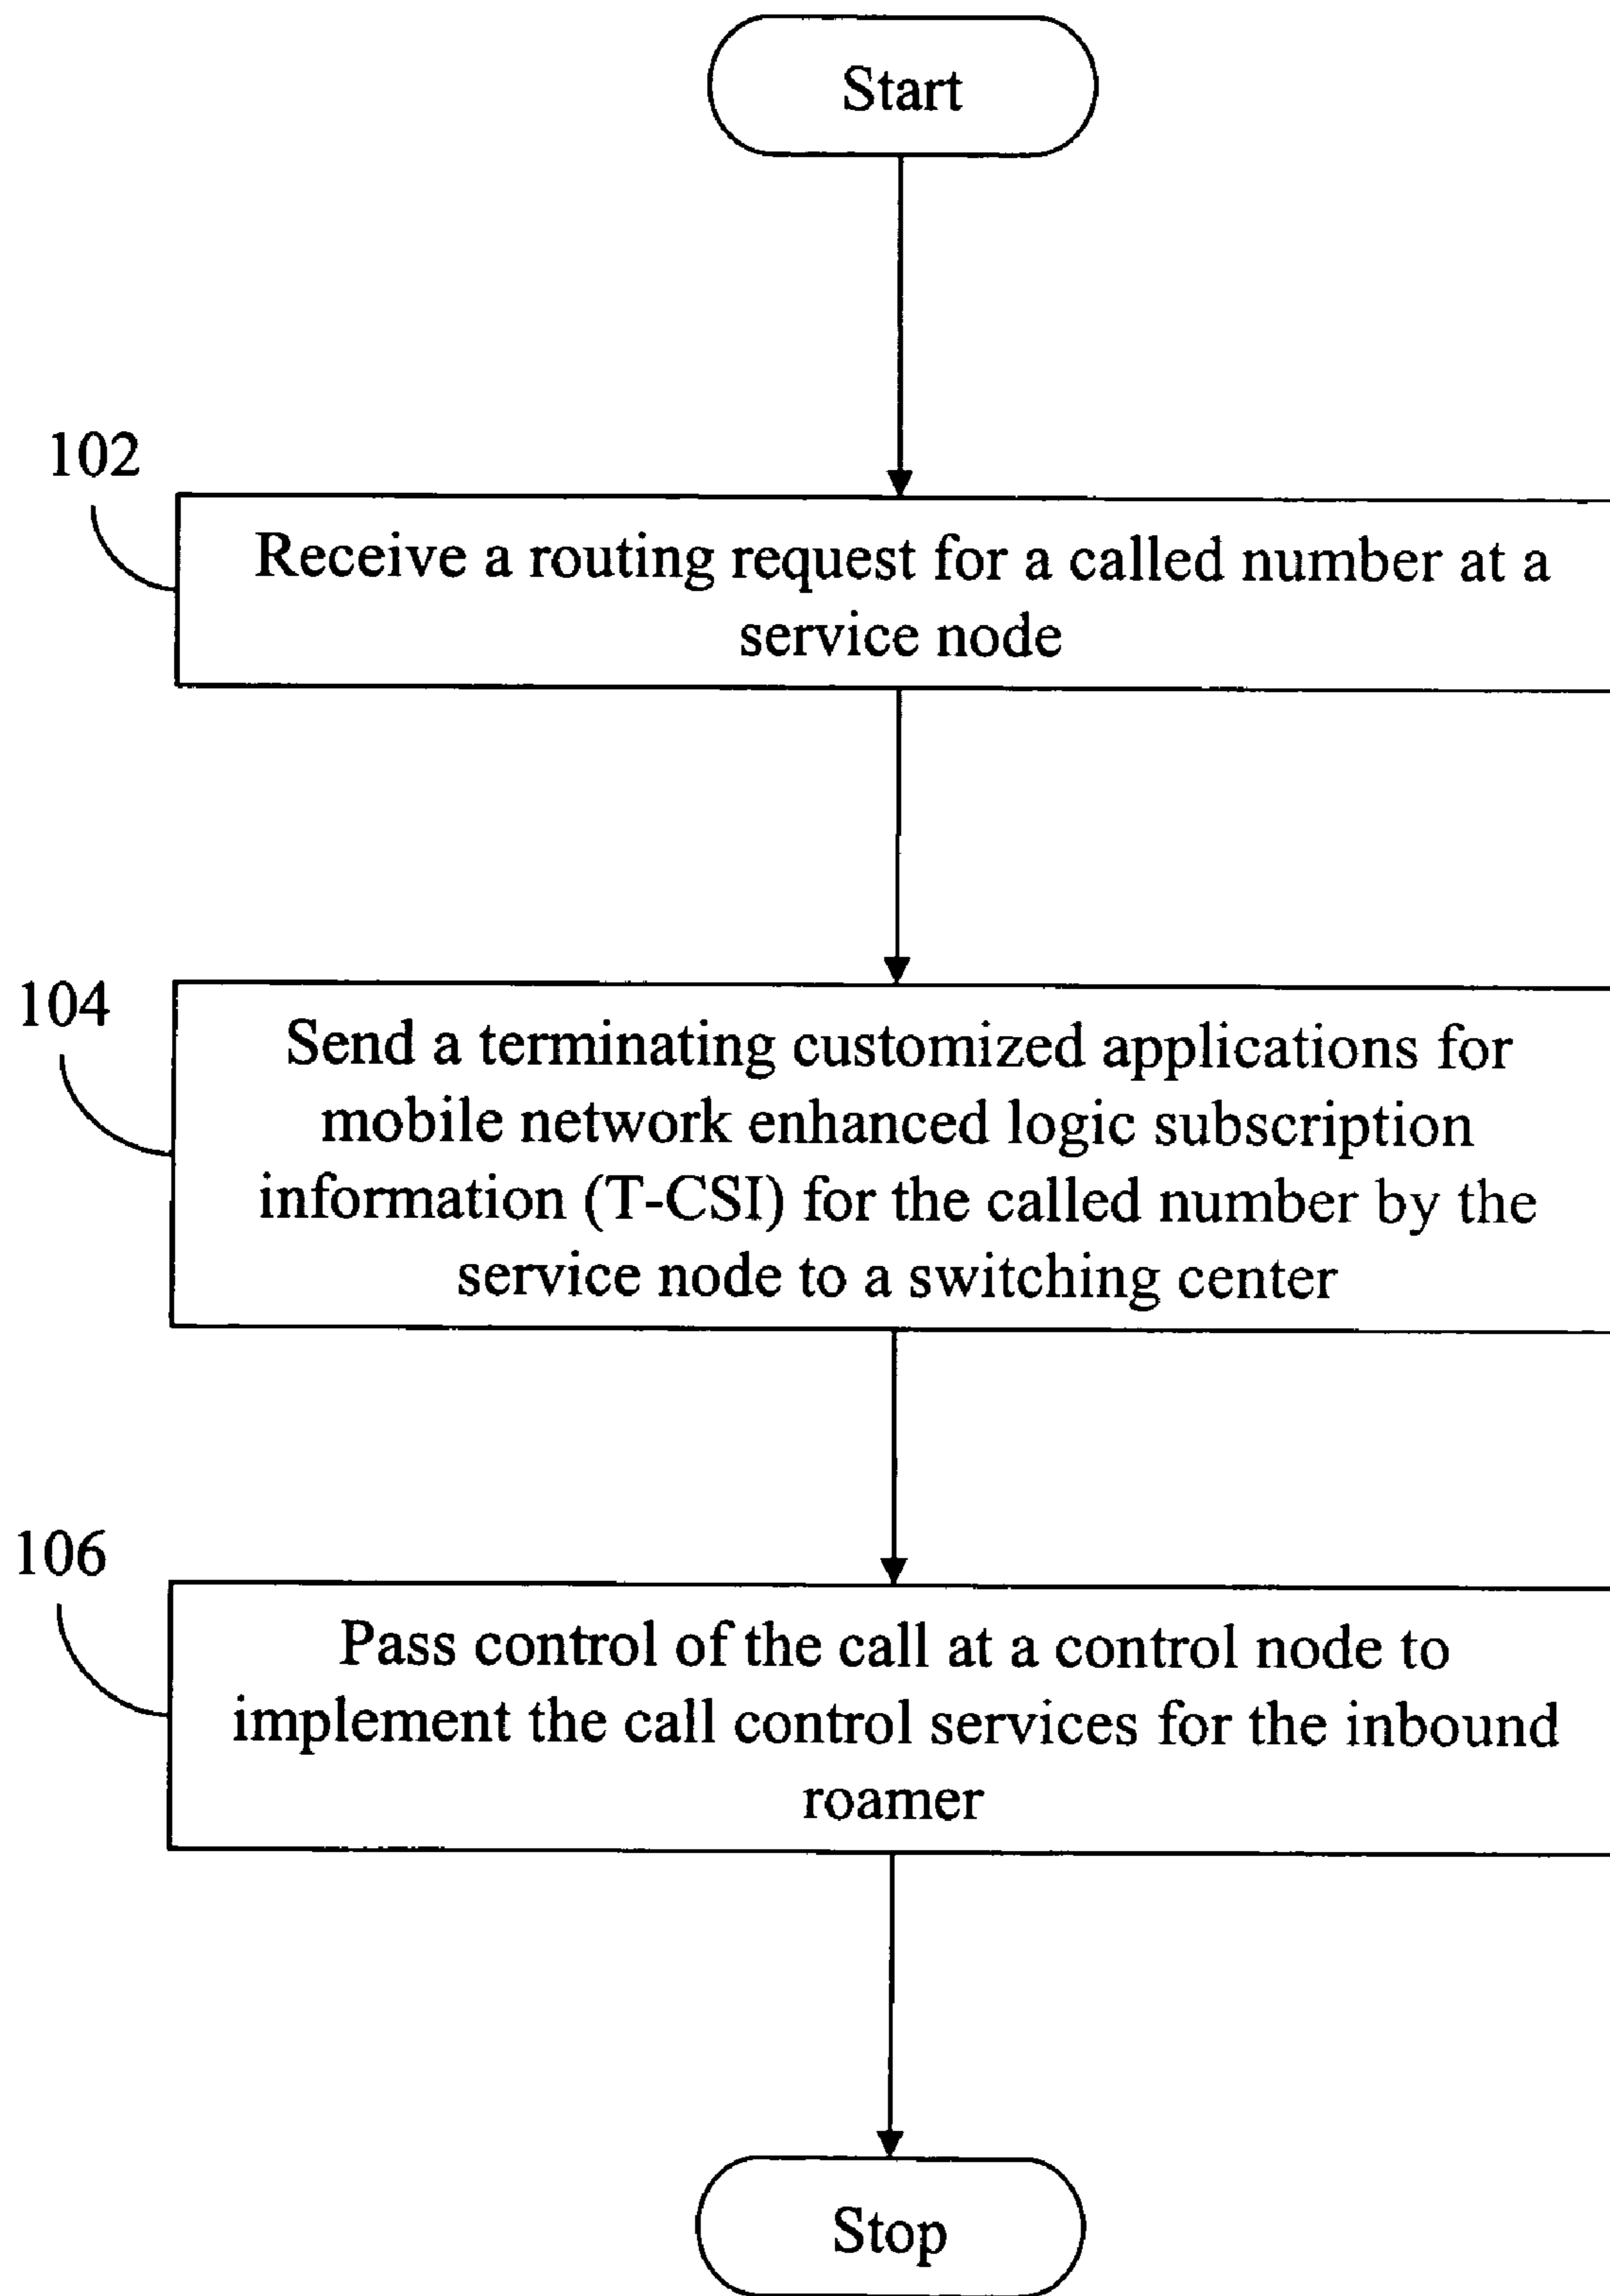 Start
102
Receive a routing request for a called number at a
service node
104
Send a terminating customized applications for
mobile network enhanced logic subscription
information (T-CSI) for the called number by the
service node to a switching center
106
Pass control of the call at a control node to
implement the call control services for the inbound
roamer
Stop